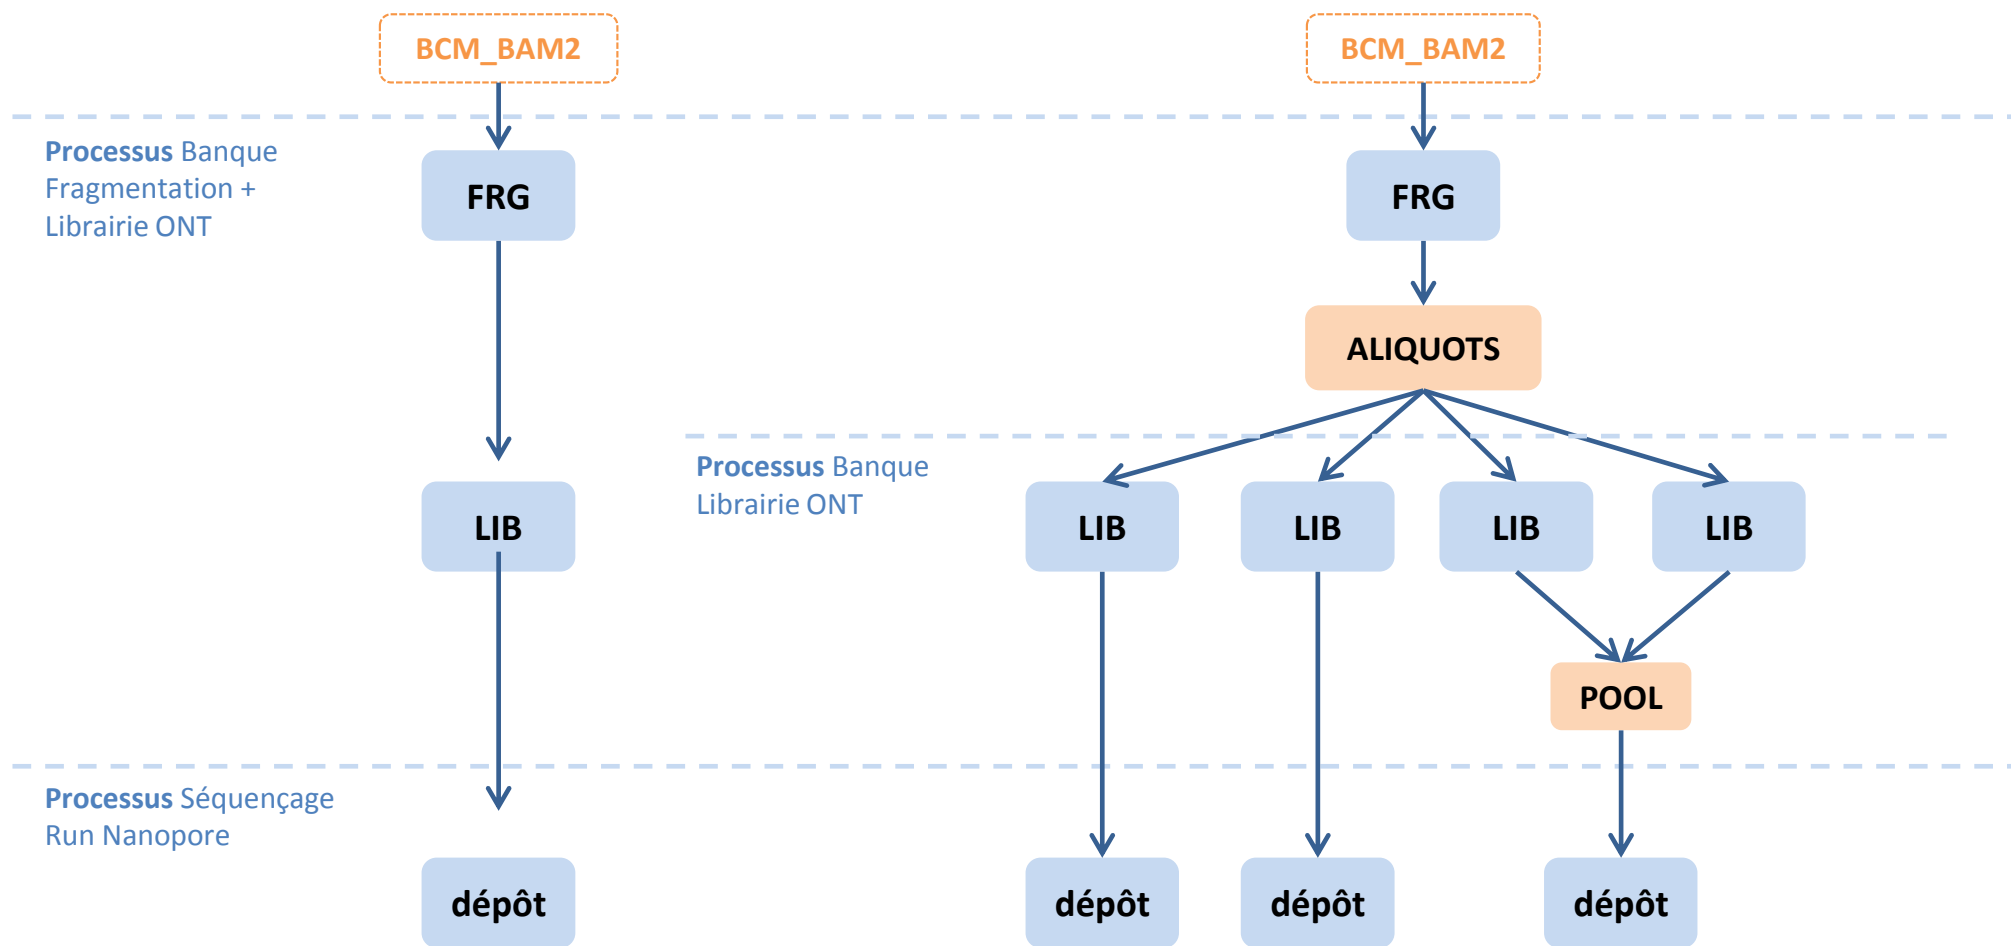 BCM_BAM2
BCM_BAM2
Processus Banque
Fragmentation +
Librairie ONT
FRG
FRG
ALIQUOTS
Processus Banque
Librairie ONT
LIB
LIB
LIB
LIB
LIB
POOL
Processus Séquençage
Run Nanopore
dépôt
dépôt
dépôt
dépôt